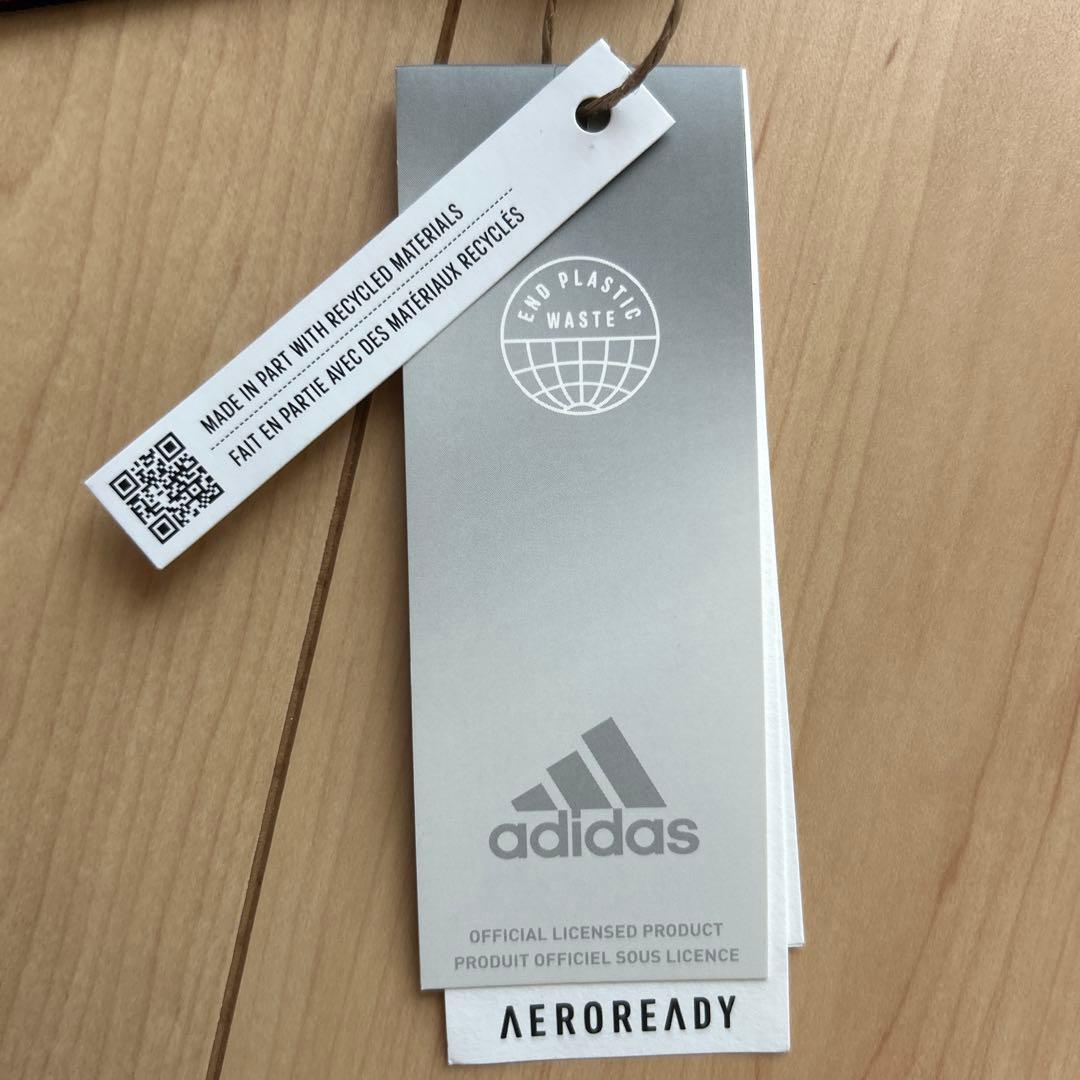 MADE IN PART WITH RECYCLED MATERIALS
FAIT EN PARTIE AVEC DES MATÉRIAUX RECYCLÉS
END PLASTIC
WASTE
adidas
OFFICIAL LICENSED PRODUCT
PRODUIT OFFICIEL SOUS LICENCE
AEROREADY